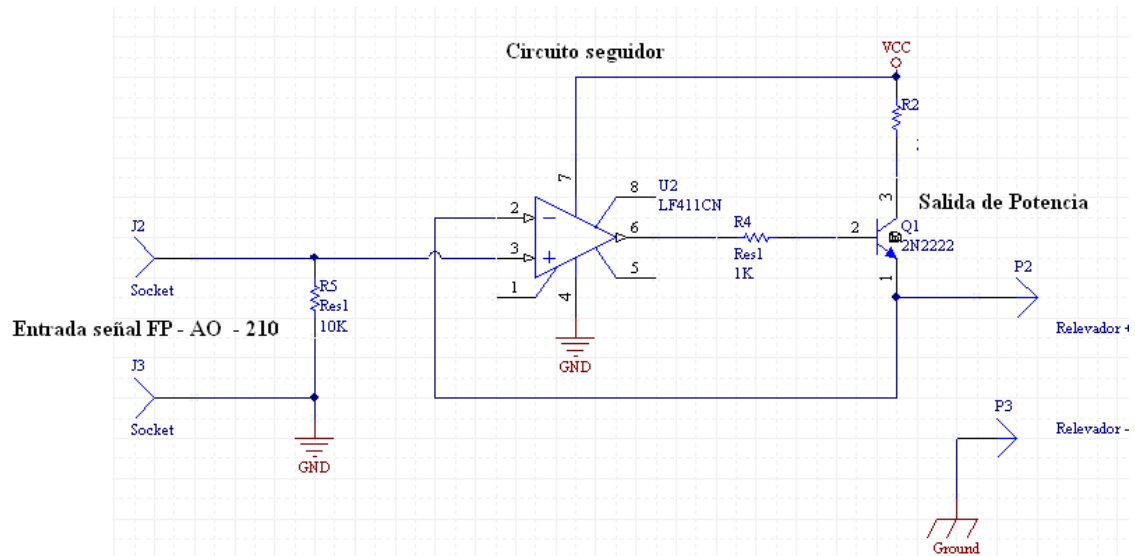 Circuito seguidor
VCC
R2
;
3
Salida de Potencia
Q1
2N2222
2
1
7
8
U2
LF411CN
2
3
6
R4
Res1
1K
5
1
4
GND
J2
Socket
R5
Res1
10K
Entrada señal FP - AO - 210
J3
Socket
GND
P2
Relevador +
P3
Relevador -
Ground